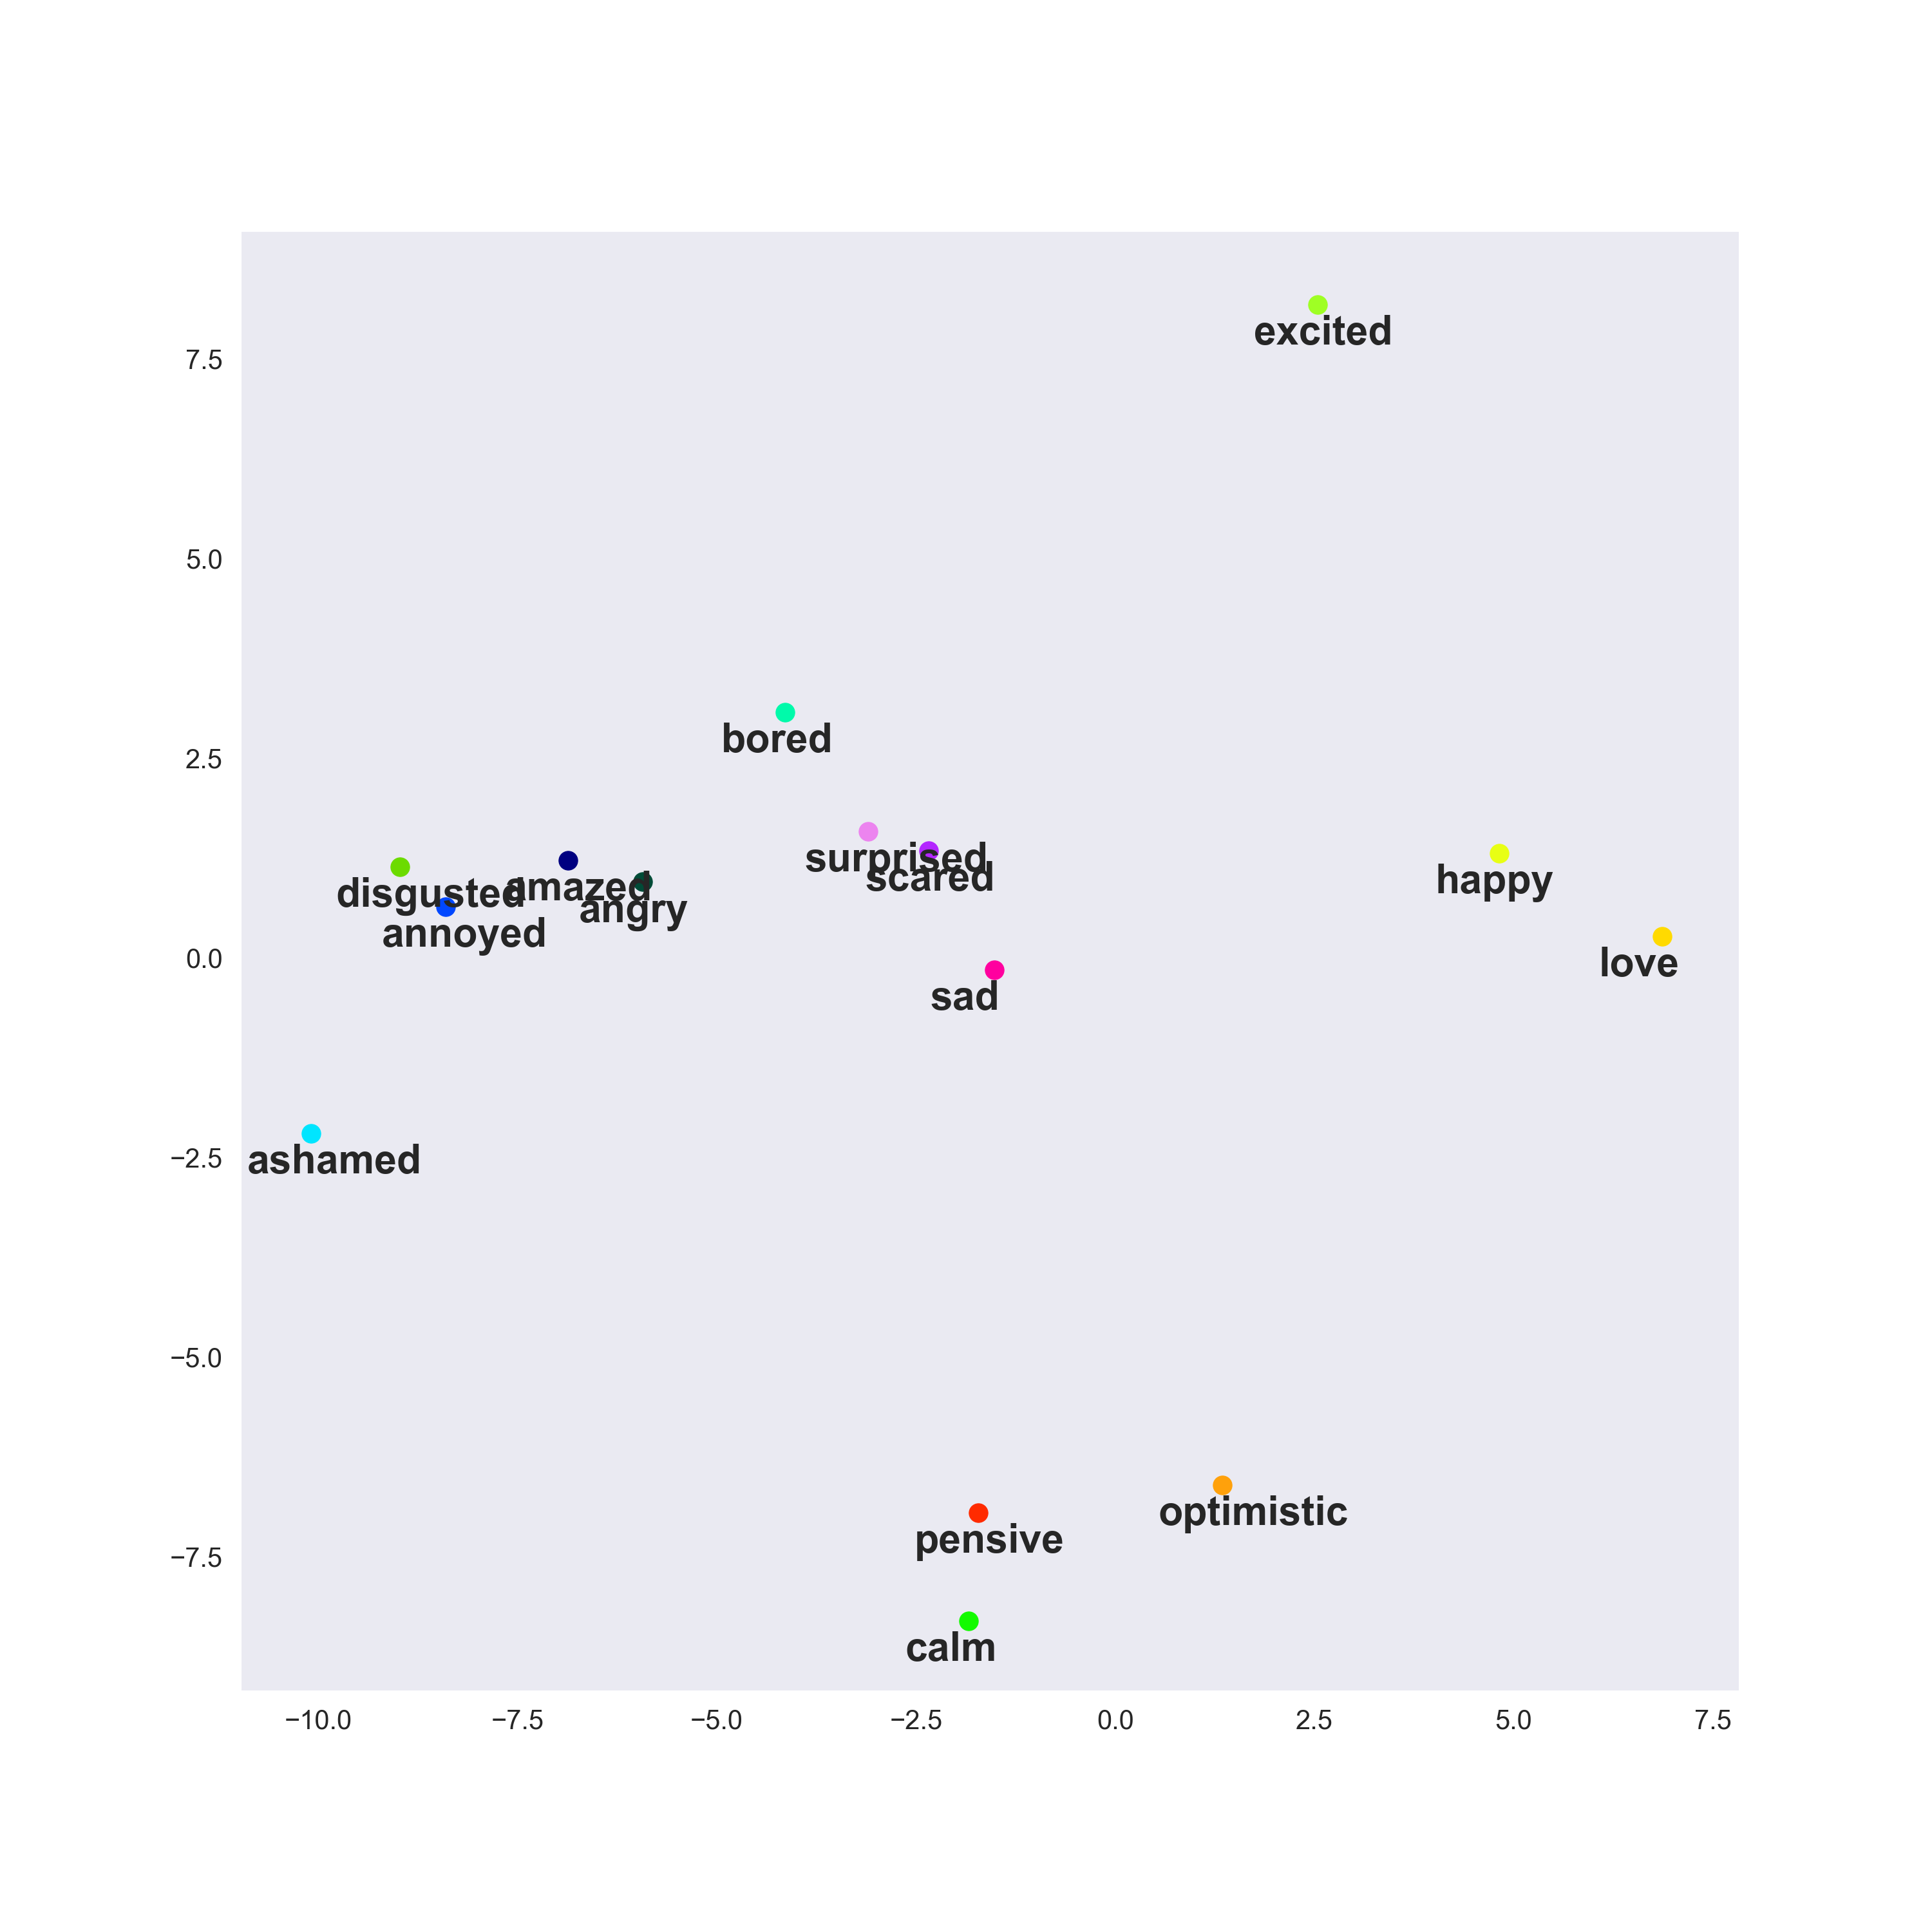 excited
7.5
5.0
bored
2.5
surprised
scared
happy
disgusted
amazed
angry
annoyed
0.0
love
sad
−2.5
ashamed
−5.0
optimistic
pensive
−7.5
calm
−10.0 −7.5 −5.0 −2.5 0.0 2.5 5.0 7.5